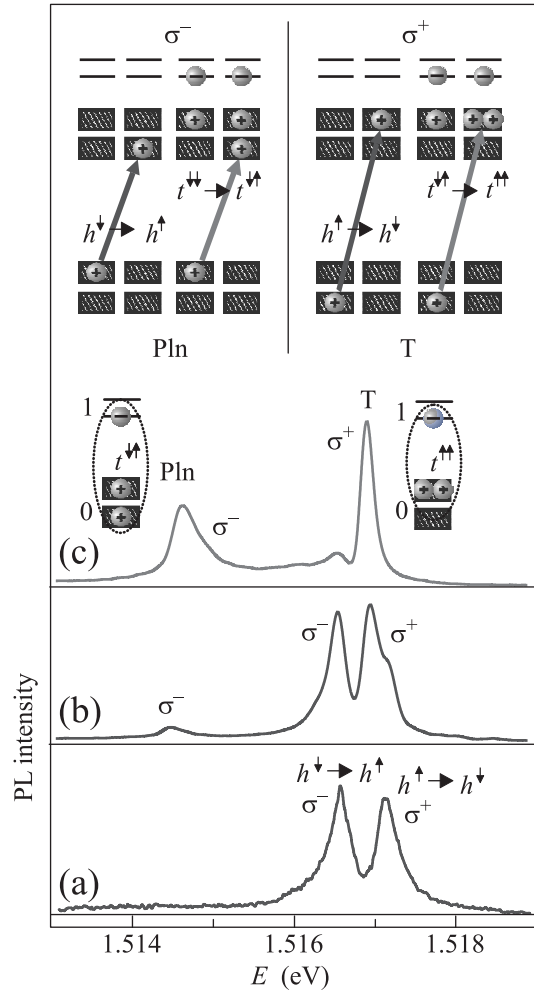 σ⁻ σ⁺
t↓↓ → t↓↑ t↓↑ → t↑↑
h↓ → h↑ h↑ → h↓
Pln T
1 T 1
σ⁺
t↓↑ Pln t↑↑
0 σ⁻ 0
(c)
σ⁻ σ⁺
σ⁻
(b)
h↓ → h↑ h↑ → h↓
σ⁻ σ⁺
(a)
PL intensity
1.514 1.516 1.518
E (eV)